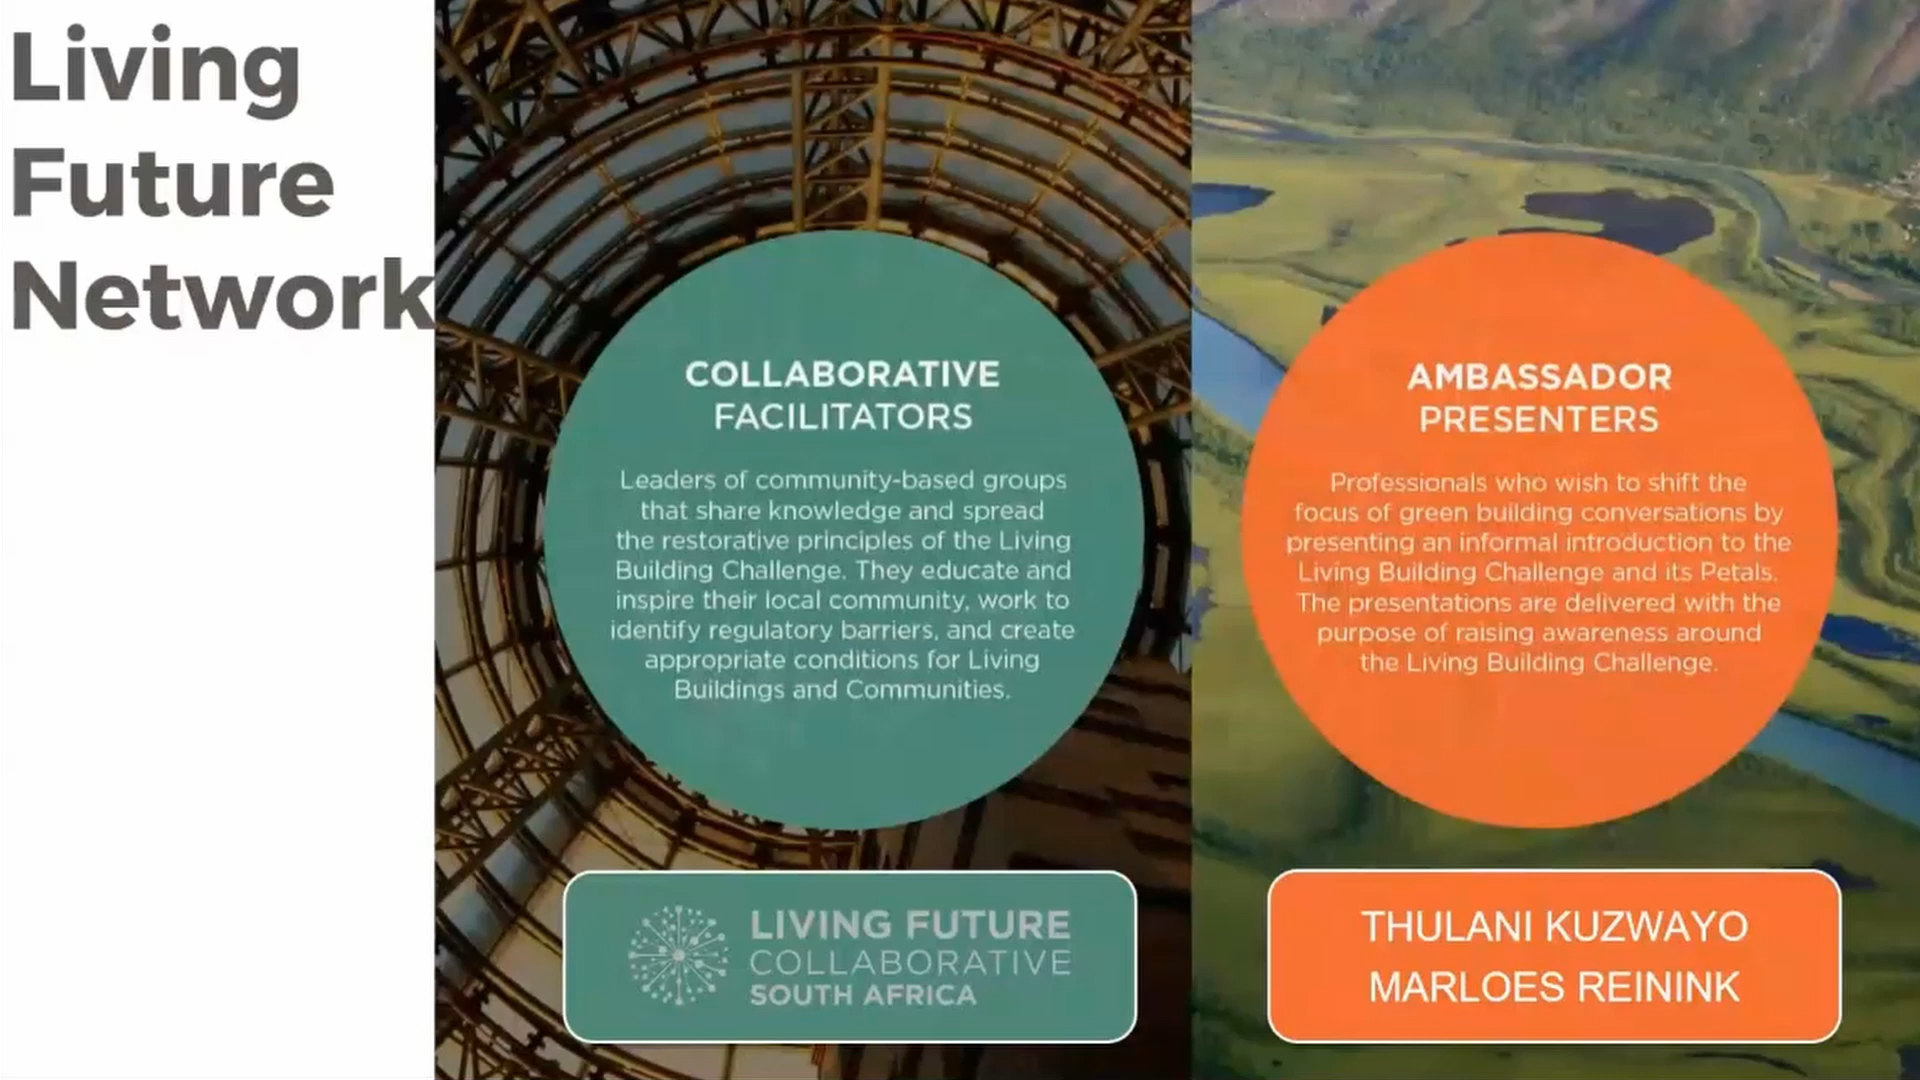 Living
Future
Network
COLLABORATIVE
FACILITATORS
Leaders of community-based groups
that share knowledge and spread
the restorative principles of the Living
Building Challenge. They educate and
inspire their local community, work to
identify regulatory barriers, and create
appropriate conditions for Living
Buildings and Communities.
LIVING FUTURE
COLLABORATIVE
SOUTH AFRICA
AMBASSADOR
PRESENTERS
Professionals who wish to shift the
focus of green building conversations by
presenting an informal introduction to the
Living Building Challenge and its Petals.
The presentations are delivered with the
purpose of raising awareness around
the Living Building Challenge.
THULANI KUZWAYO
MARLOES REININK